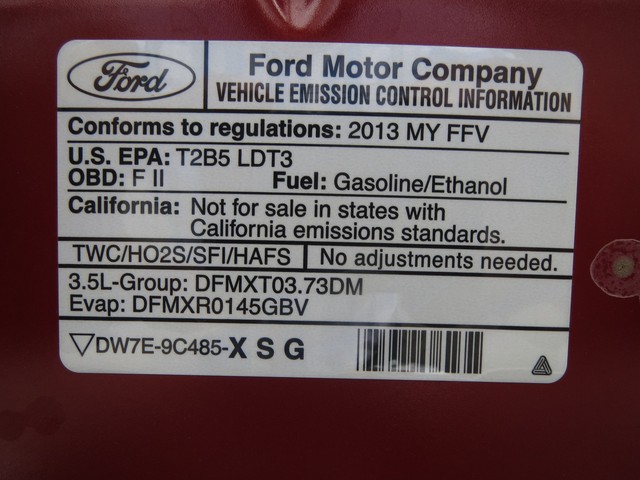 Ford
Ford Motor Company
VEHICLE EMISSION CONTROL INFORMATION
Conforms to regulations: 2013 MY FFV
U.S. EPA: T2B5 LDT3
OBD: F II Fuel: Gasoline/Ethanol
California: Not for sale in states with
California emissions standards.
TWC/HO2S/SFI/HAFS No adjustments needed.
3.5L-Group: DFMXT03.73DM
Evap: DFMXR0145GBV
DW7E-9C485-X S G